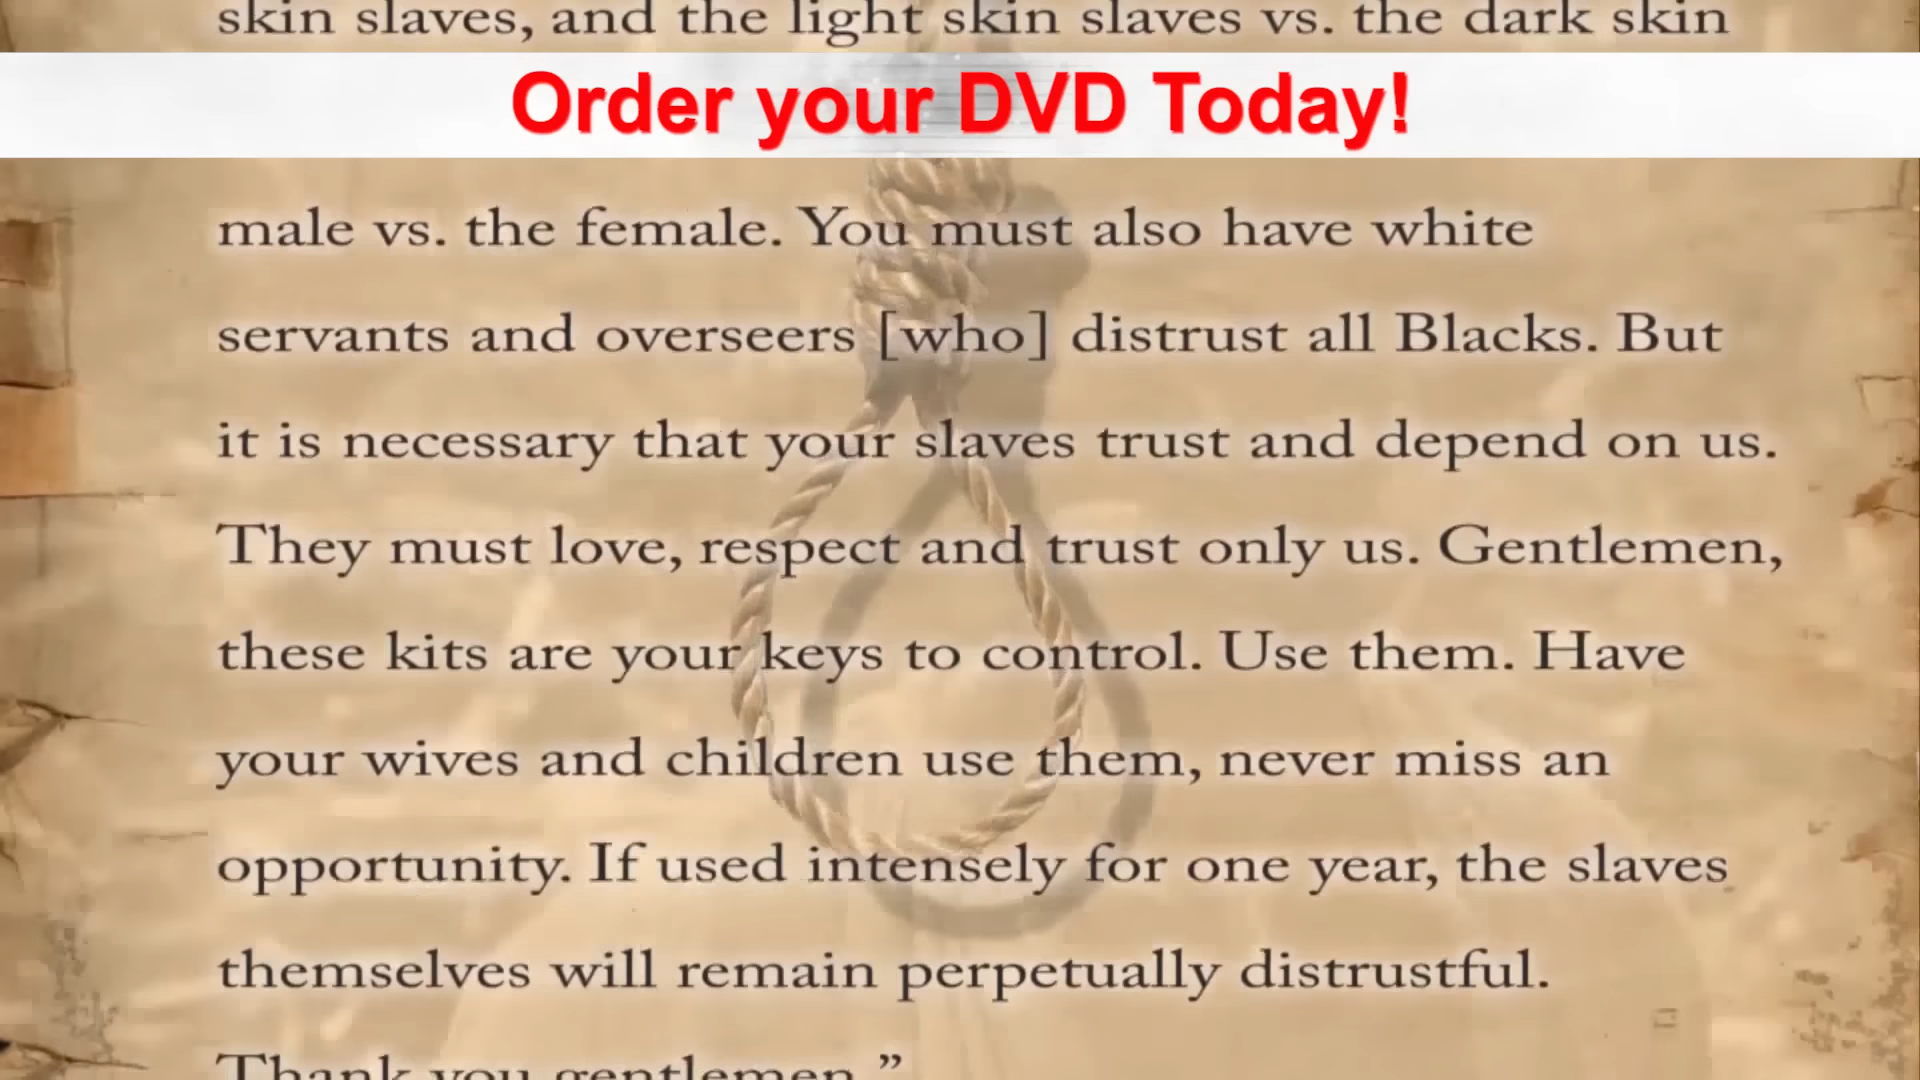 skin slaves, and the light skin slaves vs. the dark skin
Order your DVD Today!
male vs. the female. You must also have white
servants and overseers [who] distrust all Blacks. But
it is necessary that your slaves trust and depend on us.
They must love, respect and trust only us. Gentlemen,
these kits are your keys to control. Use them. Have
your wives and children use them, never miss an
opportunity. If used intensely for one year, the slaves
themselves will remain perpetually distrustful.
Thank you gentlemen.”